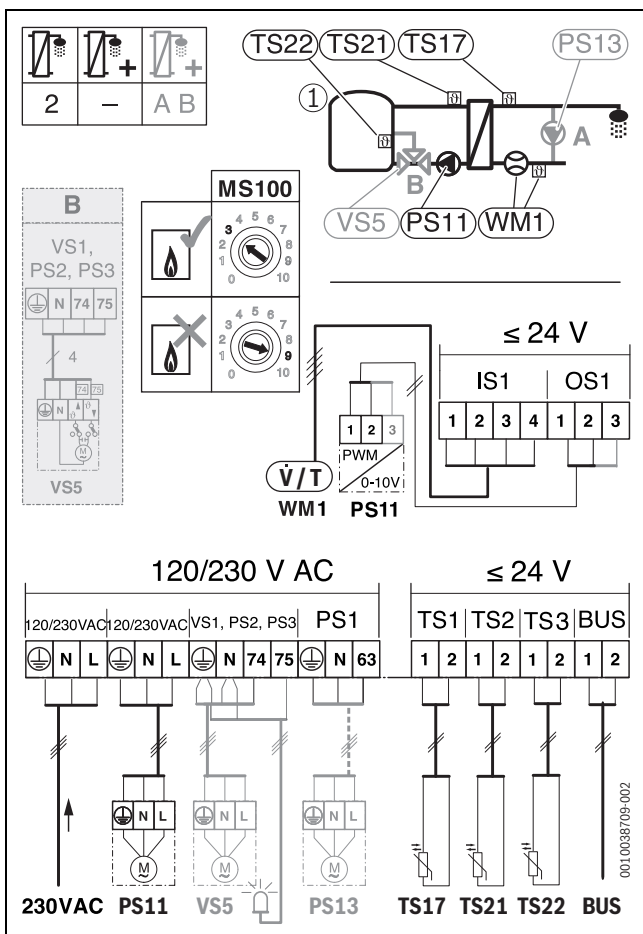 2 – A B
TS22 TS21 TS17 PS13
1
A
B
VS5 PS11 WM1
B
VS1,
PS2, PS3
N 74 75
4
74 75
N
M
~
VS5
MS100
0 1 2 3 4 5 6 7 8 9 10
0 1 2 3 4 5 6 7 8 9 10
≤ 24 V
IS1 OS1
1 2 3 4 1 2 3
1 2 3
PWM
0-10V
V̇/T
WM1 PS11
120/230 V AC ≤ 24 V
120/230VAC 120/230VAC VS1, PS2, PS3 PS1 TS1 TS2 TS3 BUS
N L N L N 74 75 N 63 1 2 1 2 1 2 1 2
N L N L N L
M M M
~ ~ ~
230VAC PS11 VS5 PS13 TS17 TS21 TS22 BUS
0010038709-002